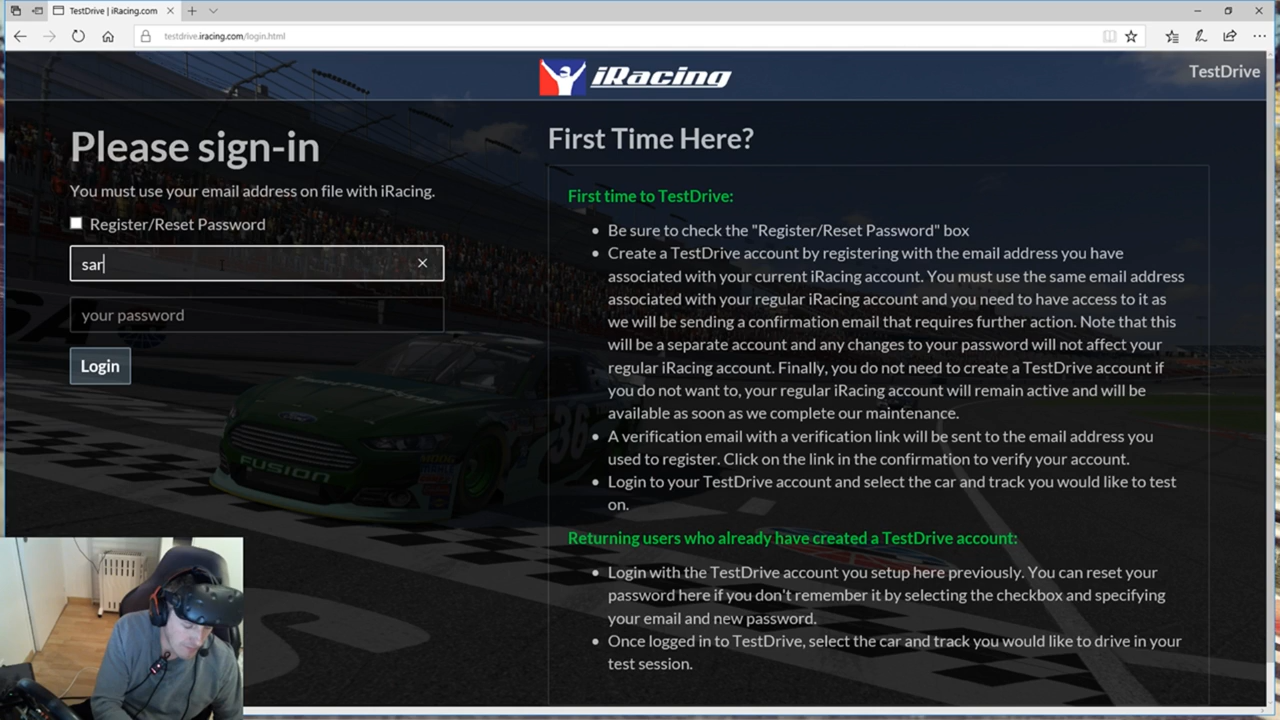 TestDrive | iRacing.com
testdrive.iracing.com/login.html
iRacing
TestDrive
Please sign-in
You must use your email address on file with iRacing.
Register/Reset Password
sar
your password
Login
First Time Here?
First time to TestDrive:
Be sure to check the "Register/Reset Password" box
Create a TestDrive account by registering with the email address you have
associated with your current iRacing account. You must use the same email address
associated with your regular iRacing account and you need to have access to it as
we will be sending a confirmation email that requires further action. Note that this
will be a separate account and any changes to your password will not affect your
regular iRacing account. Finally, you do not need to create a TestDrive account if
you do not want to, your regular iRacing account will remain active and will be
available as soon as we complete our maintenance.
A verification email with a verification link will be sent to the email address you
used to register. Click on the link in the confirmation to verify your account.
Login to your TestDrive account and select the car and track you would like to test
on.
Returning users who already have created a TestDrive account:
Login with the TestDrive account you setup here previously. You can reset your
password here if you don't remember it by selecting the checkbox and specifying
your email and new password.
Once logged in to TestDrive, select the car and track you would like to drive in your
test session.
FUSION
36